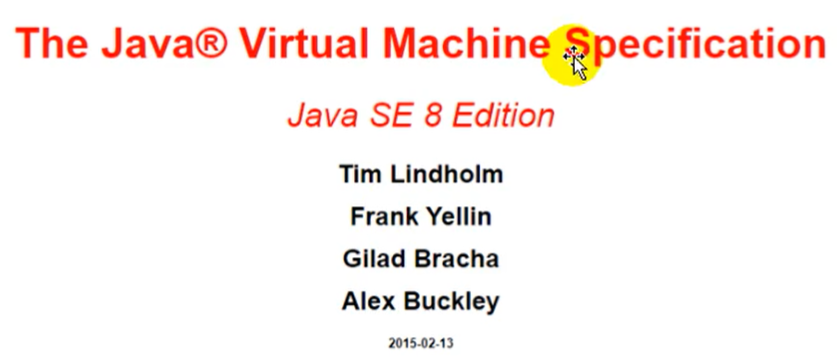 The Java® Virtual Machine Specification
Java SE 8 Edition
Tim Lindholm
Frank Yellin
Gilad Bracha
Alex Buckley
2015-02-13